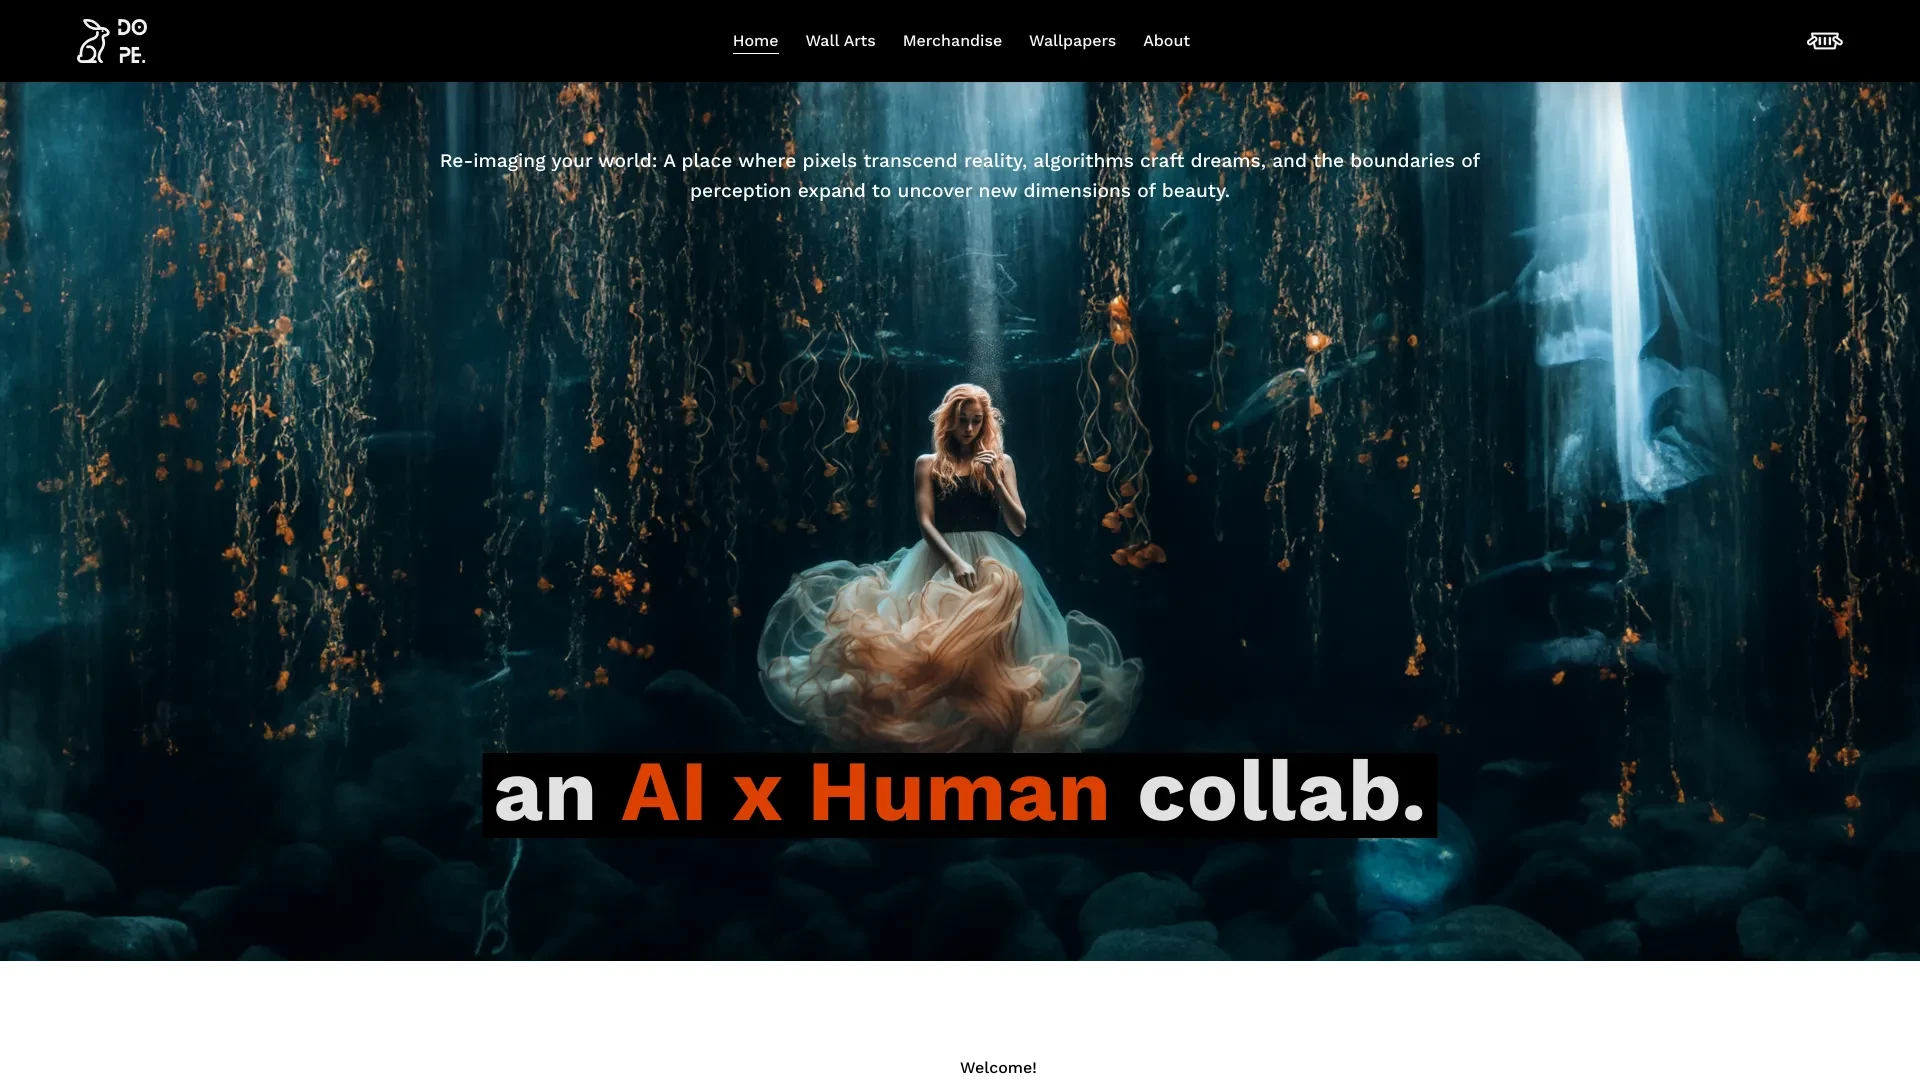 DO
PE.
Home
Wall Arts
Merchandise
Wallpapers
About
Re-imaging your world: A place where pixels transcend reality, algorithms craft dreams, and the boundaries of
perception expand to uncover new dimensions of beauty.
an AI x Human collab.
Welcome!